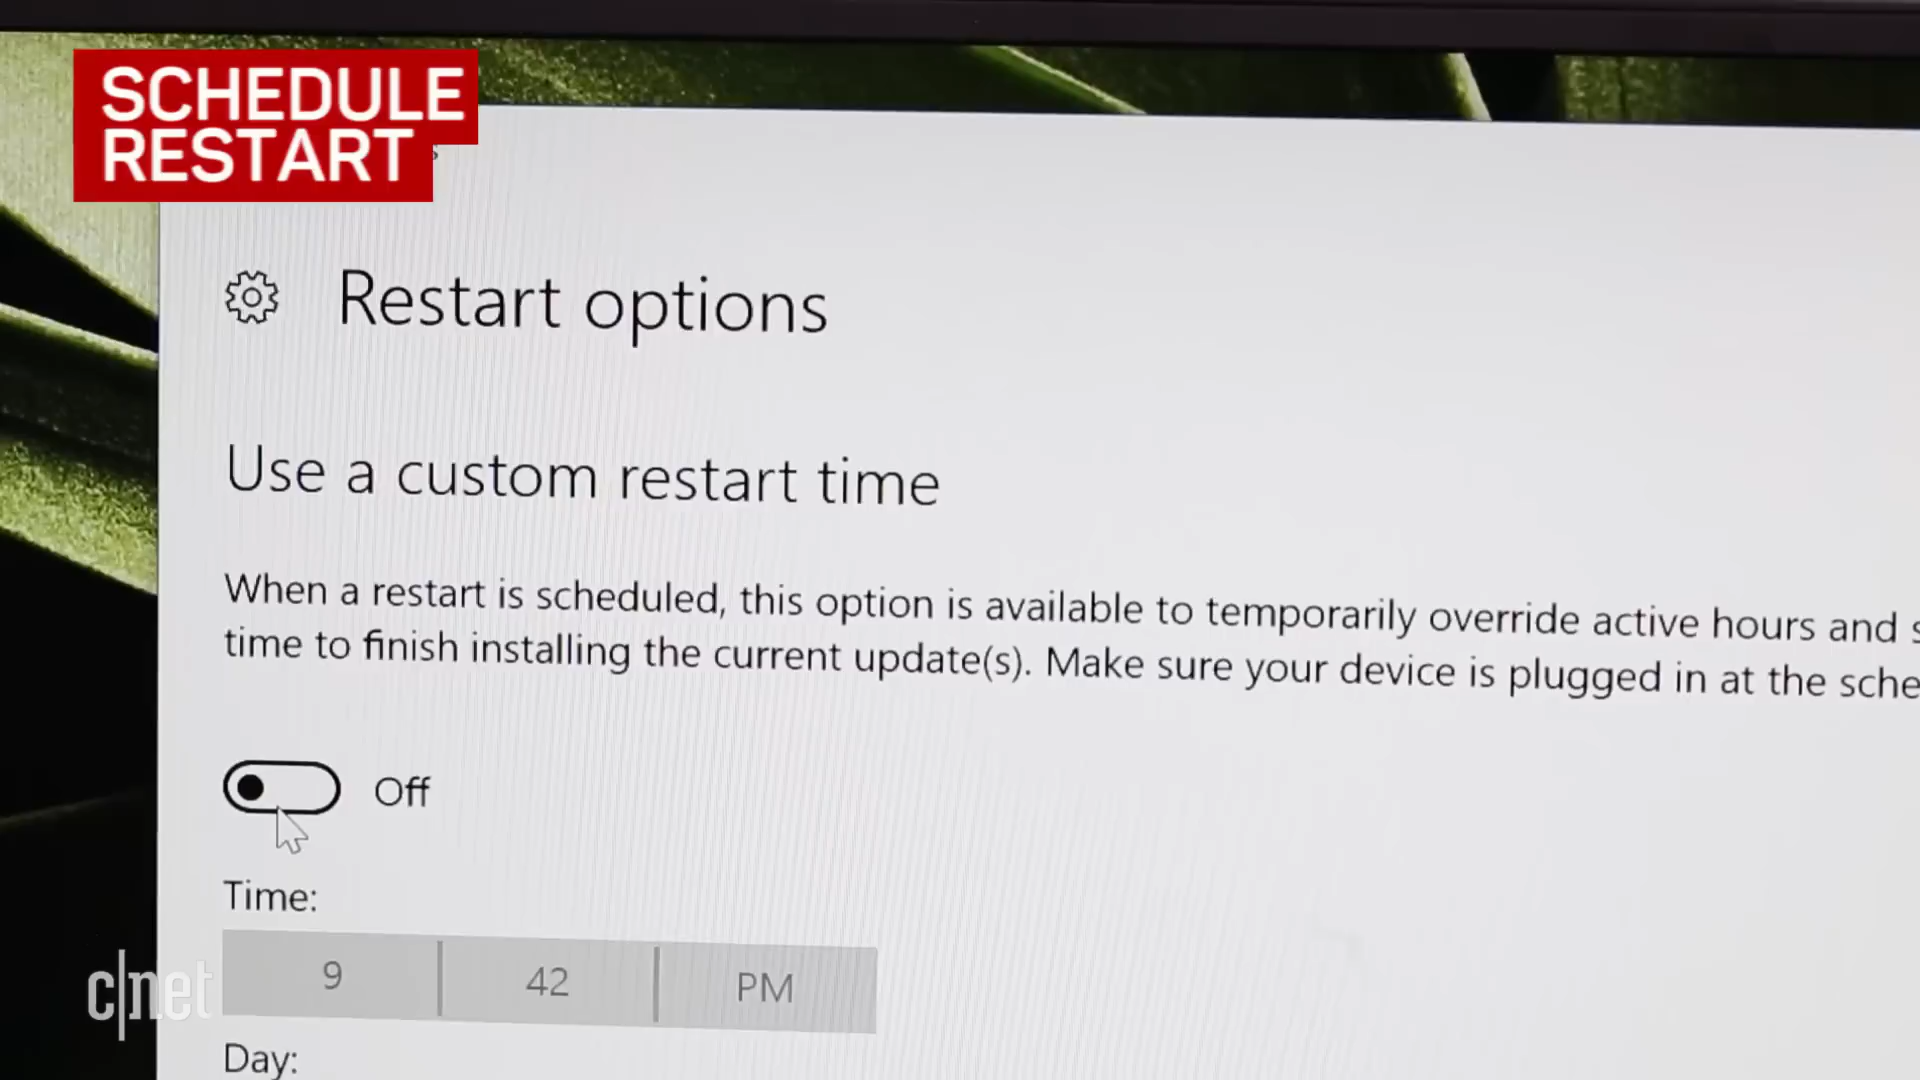 SCHEDULE
RESTART
s
Restart options
Use a custom restart time
When a restart is scheduled, this option is available to temporarily override active hours and s
time to finish installing the current update(s). Make sure your device is plugged in at the sche
Off
Time:
9 42 PM
c|net
Day: